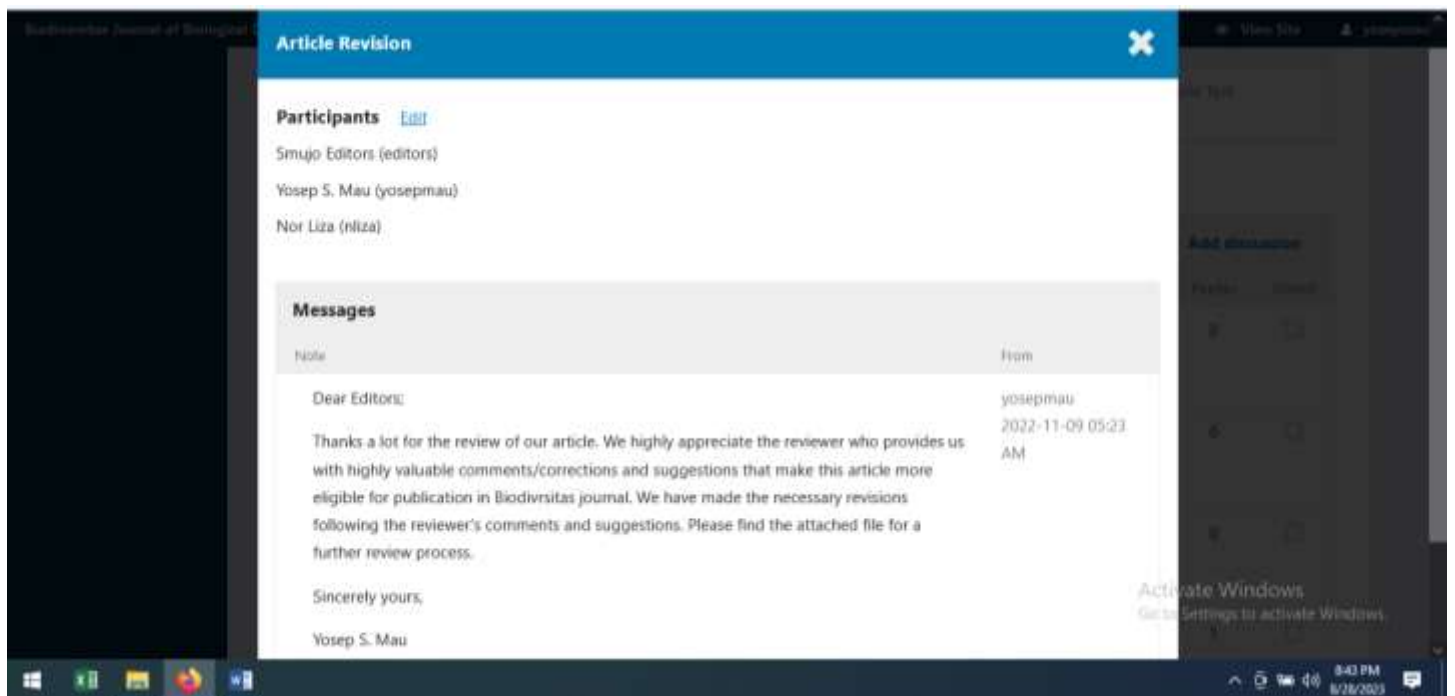 Biodiversitas Journal of Biological
View Site
yosepmau
Article Revision
Participants Edit
Smujo Editors (editors)
Yosep S. Mau (yosepmau)
Nor Liza (nliza)
Add discussion
Messages
Note From
Dear Editors;
yosepmau
2022-11-09 05:23
AM
Thanks a lot for the review of our article. We highly appreciate the reviewer who provides us
with highly valuable comments/corrections and suggestions that make this article more
eligible for publication in Biodivrsitas journal. We have made the necessary revisions
following the reviewer's comments and suggestions. Please find the attached file for a
further review process.
Sincerely yours,
Yosep S. Mau
Activate Windows
Go to Settings to activate Windows.
8:43 PM